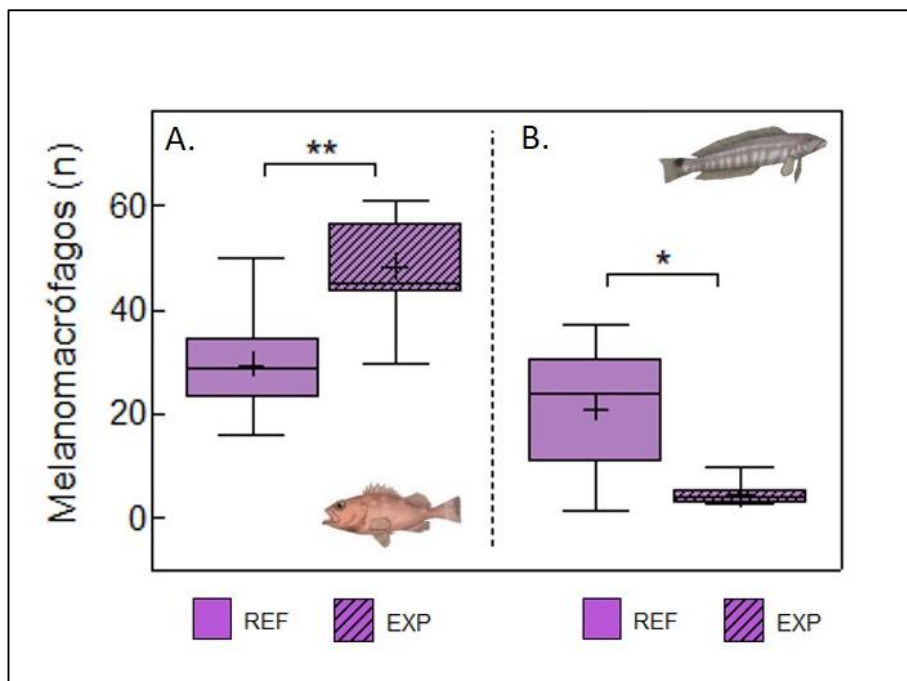 Melanomacrófagos (n)
A.
B.
**
*
60
40
20
0
REF
EXP
REF
EXP